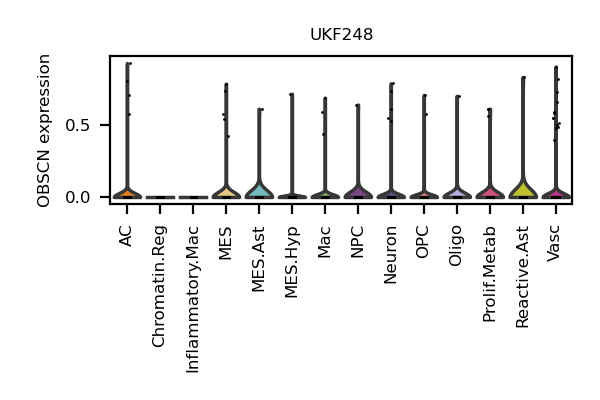 UKF248
OBSCN expression
0.5
0.0
AC
Chromatin.Reg
Inflammatory.Mac
MES
MES.Ast
MES.Hyp
Mac
NPC
Neuron
OPC
Oligo
Prolif.Metab
Reactive.Ast
Vasc